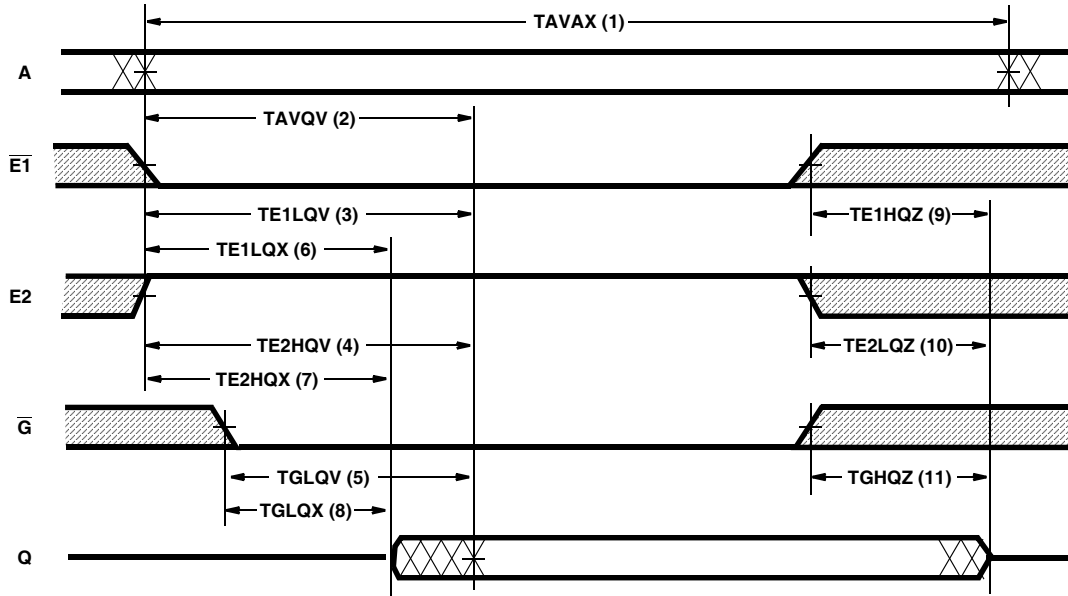 TAVAX (1)
A
TAVQV (2)
E1
TE1LQV (3)
TE1HQZ (9)
TE1LQX (6)
E2
TE2HQV (4)
TE2LQZ (10)
TE2HQX (7)
G
TGLQV (5)
TGHQZ (11)
TGLQX (8)
Q